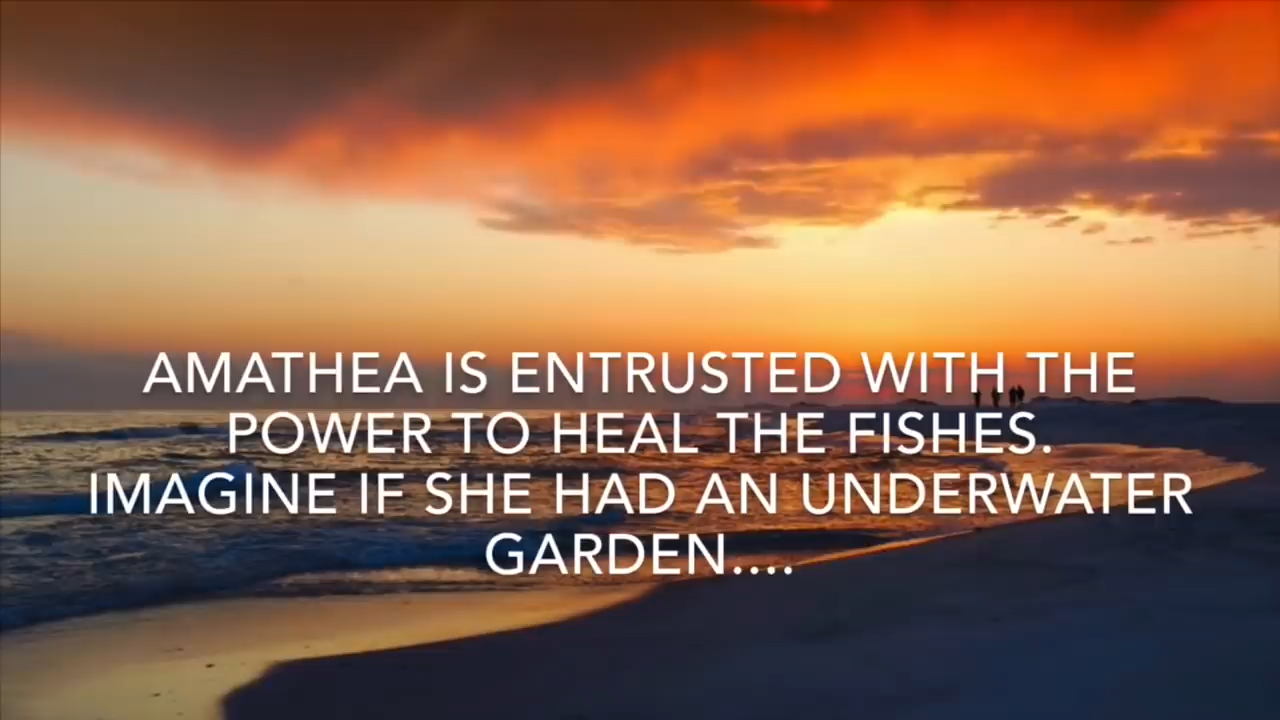 AMATHEA IS ENTRUSTED WITH THE
POWER TO HEAL THE FISHES.
IMAGINE IF SHE HAD AN UNDERWATER
GARDEN....